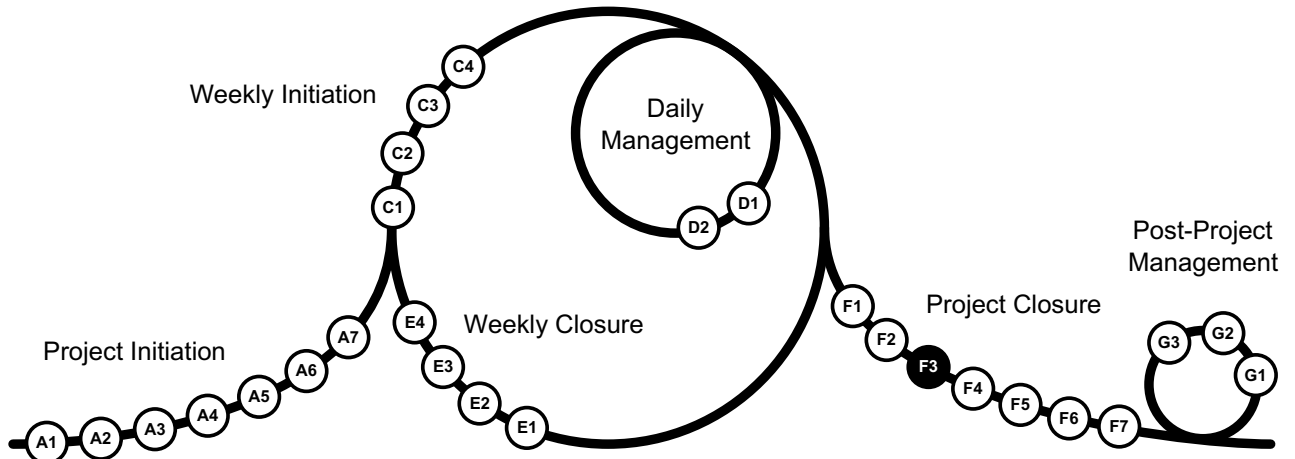 Weekly Initiation
C4
C3
C2
C1
Daily
Management
D1
D2
Post-Project
Management
Project Initiation
A1
A2
A3
A4
A5
A6
A7
Weekly Closure
E4
E3
E2
E1
Project Closure
F1
F2
F3
F4
F5
F6
F7
G3
G2
G1